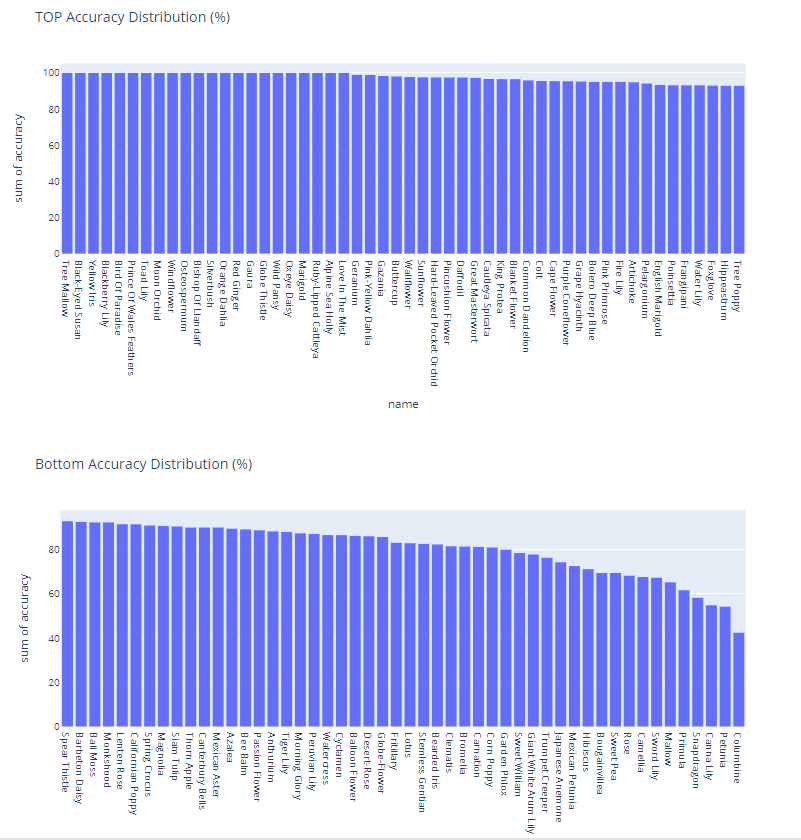 TOP Accuracy Distribution (%)
sum of accuracy
100
80
60
40
20
0
Tree Mallow
Black-Eyed Susan
Yellow Iris
Blackberry Lily
Bird Of Paradise
Prince Of Wales Feathers
Toad Lily
Moon Orchid
Windflower
Osteospermum
Bishop Of Llandaff
Silverbush
Orange Dahlia
Red Ginger
Gaura
Globe Thistle
Wild Pansy
Oxeye Daisy
Marigold
Ruby-Lipped Cattleya
Alpine Sea Holly
Love In The Mist
Geranium
Pink-Yellow Dahlia
Gazania
Buttercup
Wallflower
Sunflower
Hard-Leaved Pocket Orchid
Pincushion Flower
Daffodil
Great Masterwort
Cautleya Spicata
King Protea
Blanket Flower
Common Dandelion
Colt
Cape Flower
Purple Coneflower
Grape Hyacinth
Bolero Deep Blue
Pink Primrose
Fire Lily
Artichoke
Pelargonium
English Marigold
Poinsettia
Frangipani
Water Lily
Foxglove
Hippeastrum
Tree Poppy
name
Bottom Accuracy Distribution (%)
sum of accuracy
80
60
40
20
0
Spear Thistle
Barbeton Daisy
Ball Moss
Monkshood
Lenten Rose
Californian Poppy
Spring Crocus
Magnolia
Siam Tulip
Thorn Apple
Canterbury Bells
Mexican Aster
Azalea
Bee Balm
Passion Flower
Anthurium
Tiger Lily
Morning Glory
Peruvian Lily
Watercress
Cyclamen
Balloon Flower
Desert-Rose
Globe-Flower
Fritillary
Lotus
Stemless Gentian
Bearded Iris
Clematis
Bromelia
Carnation
Corn Poppy
Garden Phlox
Sweet William
Giant White Arum Lily
Trumpet Creeper
Japanese Anemone
Mexican Petunia
Hibiscus
Bougainvillea
Sweet Pea
Rose
Camellia
Sword Lily
Mallow
Primula
Snapdragon
Canna Lily
Petunia
Columbine